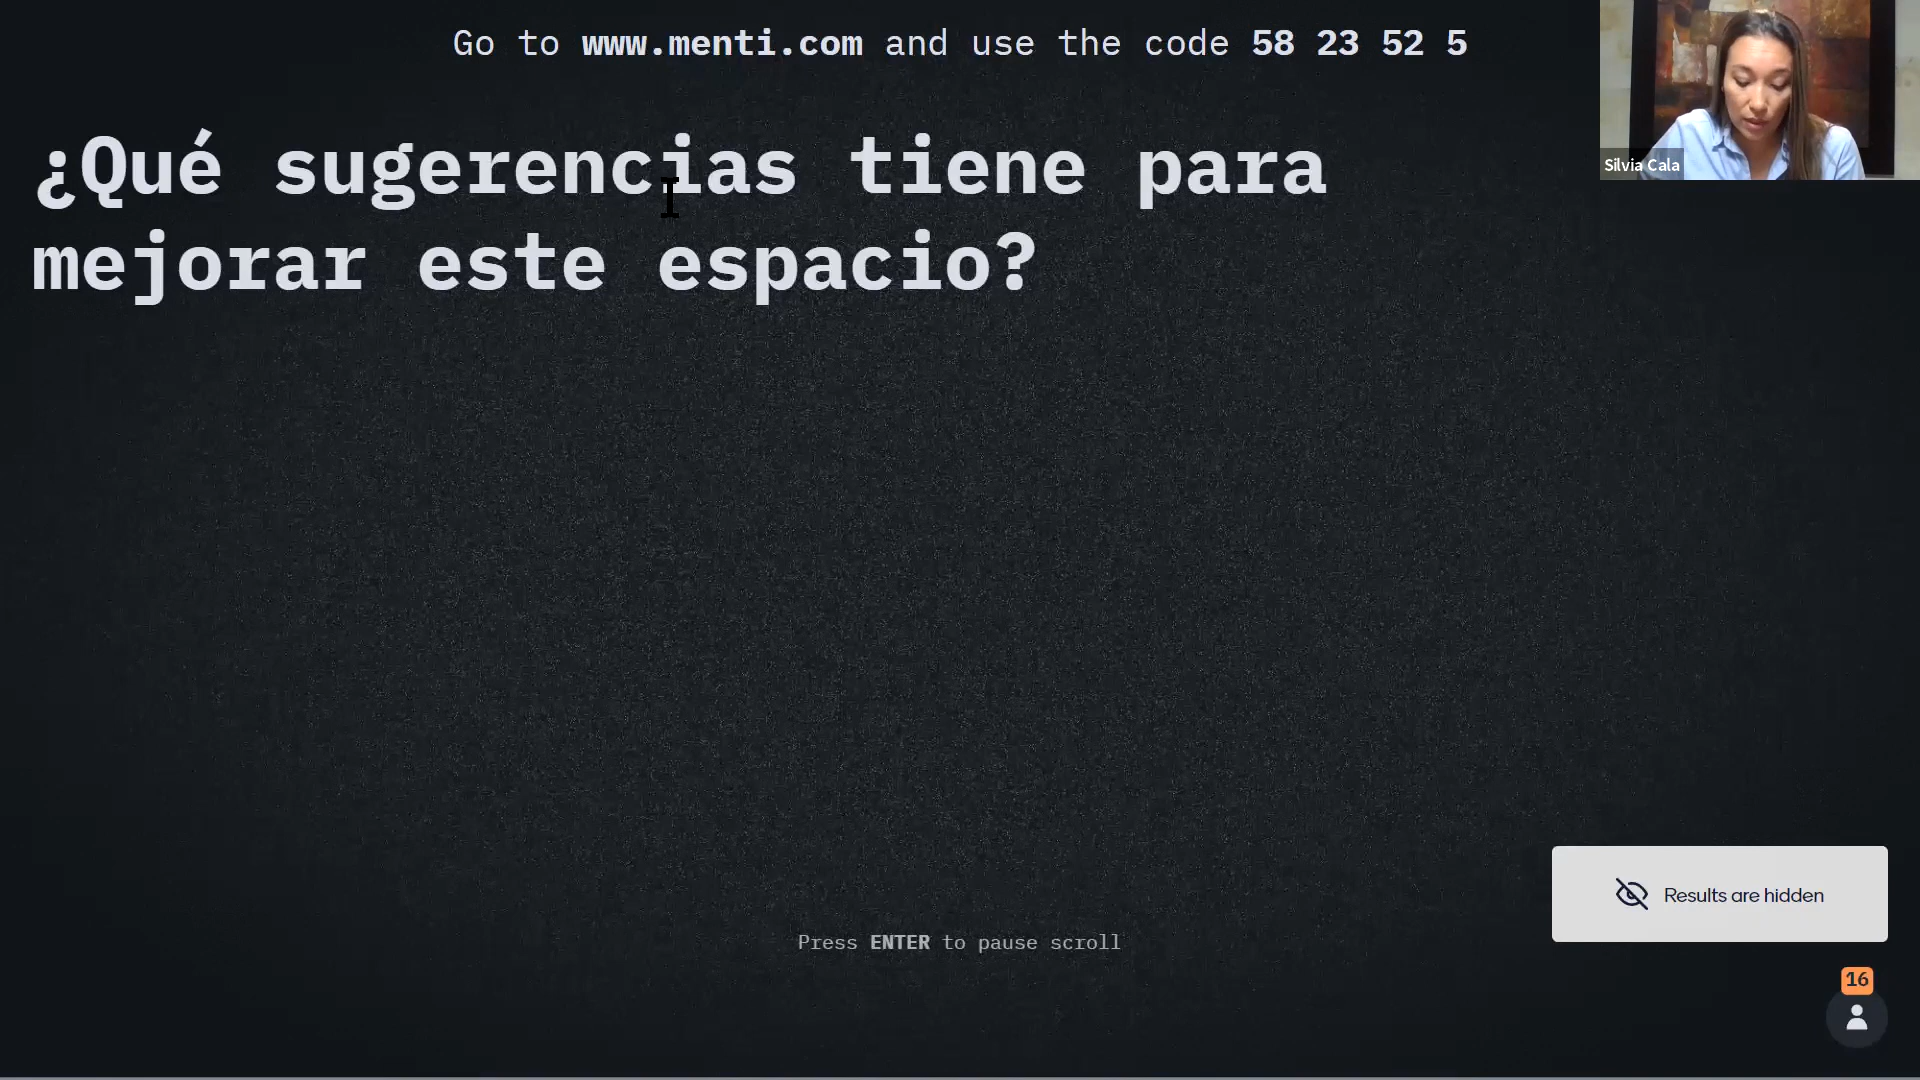 Go to www.menti.com and use the code 58 23 52 5
Silvia Cala
¿Qué sugerencias tiene para
mejorar este espacio?
Results are hidden
Press ENTER to pause scroll
16